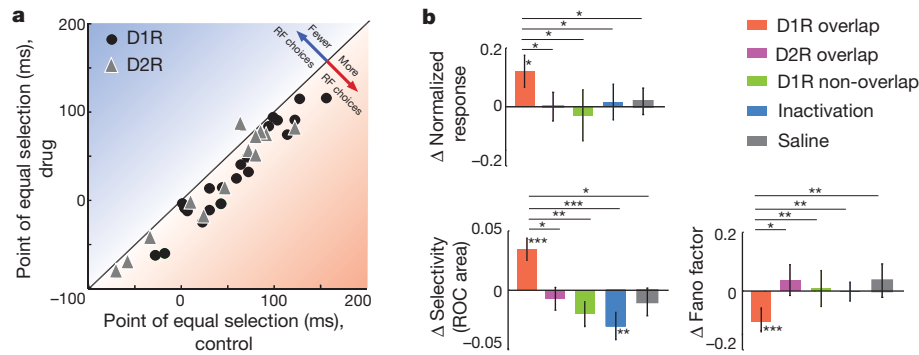 a
200
100
0
−100
0
100
200
Point of equal selection (ms),
drug
Point of equal selection (ms),
control
D1R
D2R
Fewer
RF choices
More
RF choices
b
Δ Normalized
response
0.2
0
−0.2
*
*
*
*
*
D1R overlap
D2R overlap
D1R non-overlap
Inactivation
Saline
Δ Selectivity
(ROC area)
0.05
0
−0.05
*
***
**
*
***
**
Δ Fano factor
0.2
0
−0.2
**
**
**
*
***